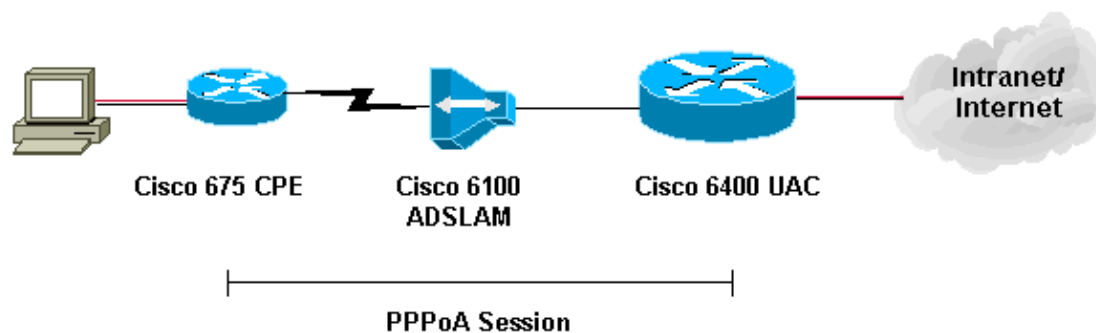 Intranet/
Internet
Cisco 675 CPE
Cisco 6100
ADSLAM
Cisco 6400 UAC
PPPoA Session